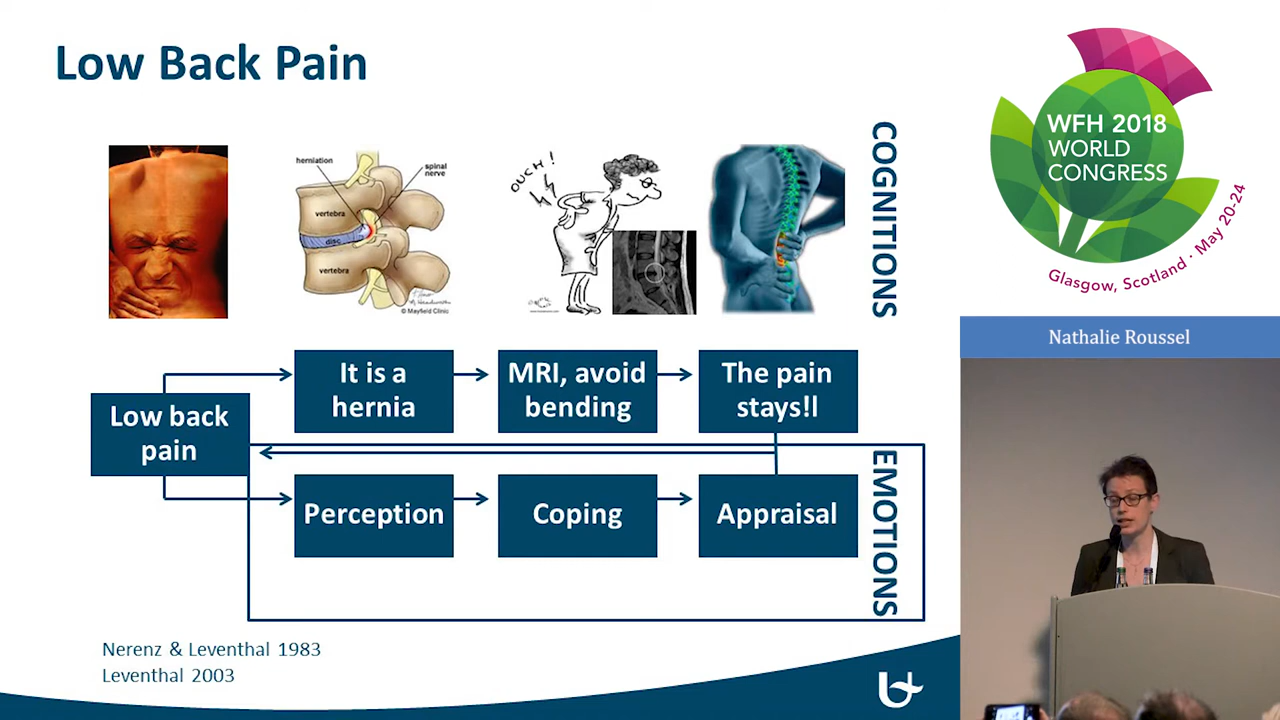 Low Back Pain
herniation
spinal
nerve
vertebra
disc
vertebra
© Mayfield Clinic
OUCH!
COGNITIONS
It is a
hernia
MRI, avoid
bending
The pain
stays!l
Low back
pain
Perception
Coping
Appraisal
EMOTIONS
Nerenz & Leventhal 1983
Leventhal 2003
WFH 2018
WORLD
CONGRESS
Glasgow, Scotland · May 20-24
Nathalie Roussel